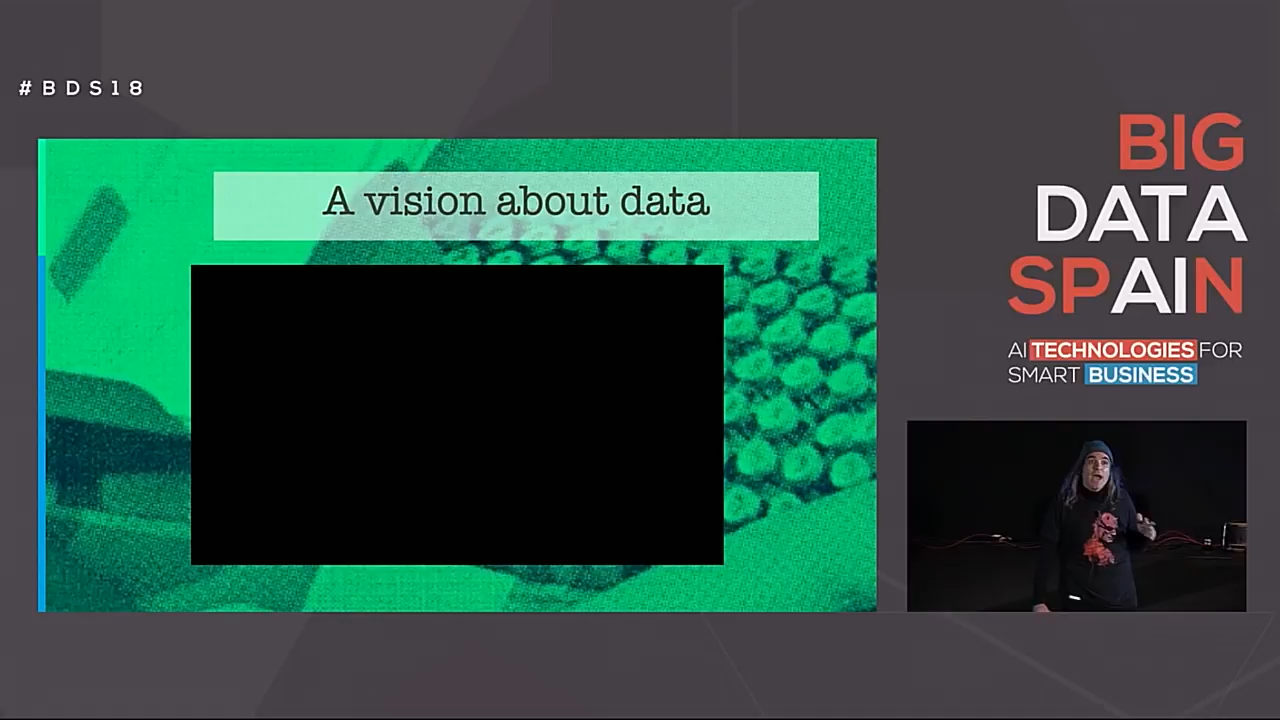 #BDS18
A vision about data
BIG
DATA
SPAIN
AI TECHNOLOGIES FOR
SMART BUSINESS